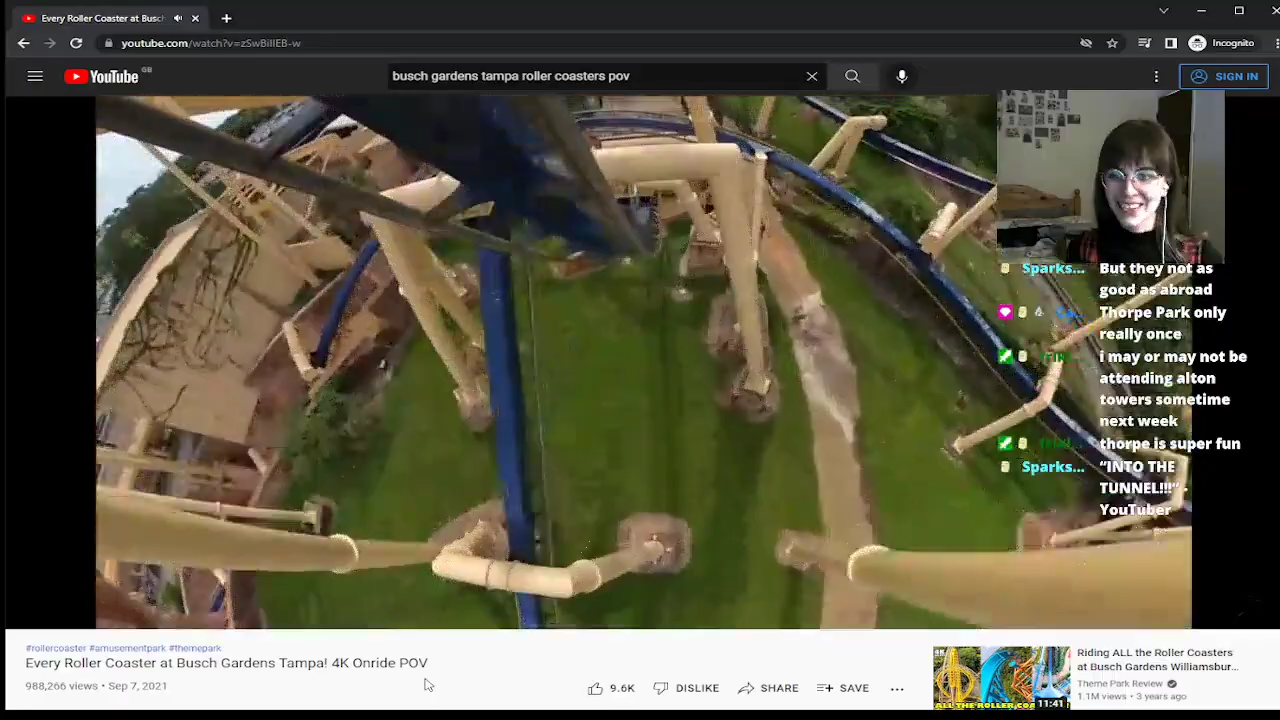 Every Roller Coaster at Busch
youtube.com/watch?v=zSwBillEB-w
Incognito
YouTube GB
busch gardens tampa roller coasters pov
SIGN IN
Sparks... But they not as
good as abroad
Thorpe Park only
really once
i may or may not be
attending alton
towers sometime
next week
thorpe is super fun
Sparks... “INTO THE
TUNNEL!!!” -
YouTuber
#rollercoaster #amusementpark #themepark
Every Roller Coaster at Busch Gardens Tampa! 4K Onride POV
988,266 views • Sep 7, 2021
9.6K DISLIKE SHARE SAVE
Riding ALL the Roller Coasters
at Busch Gardens Williamsbur...
Theme Park Review
1.1M views • 3 years ago
11:41